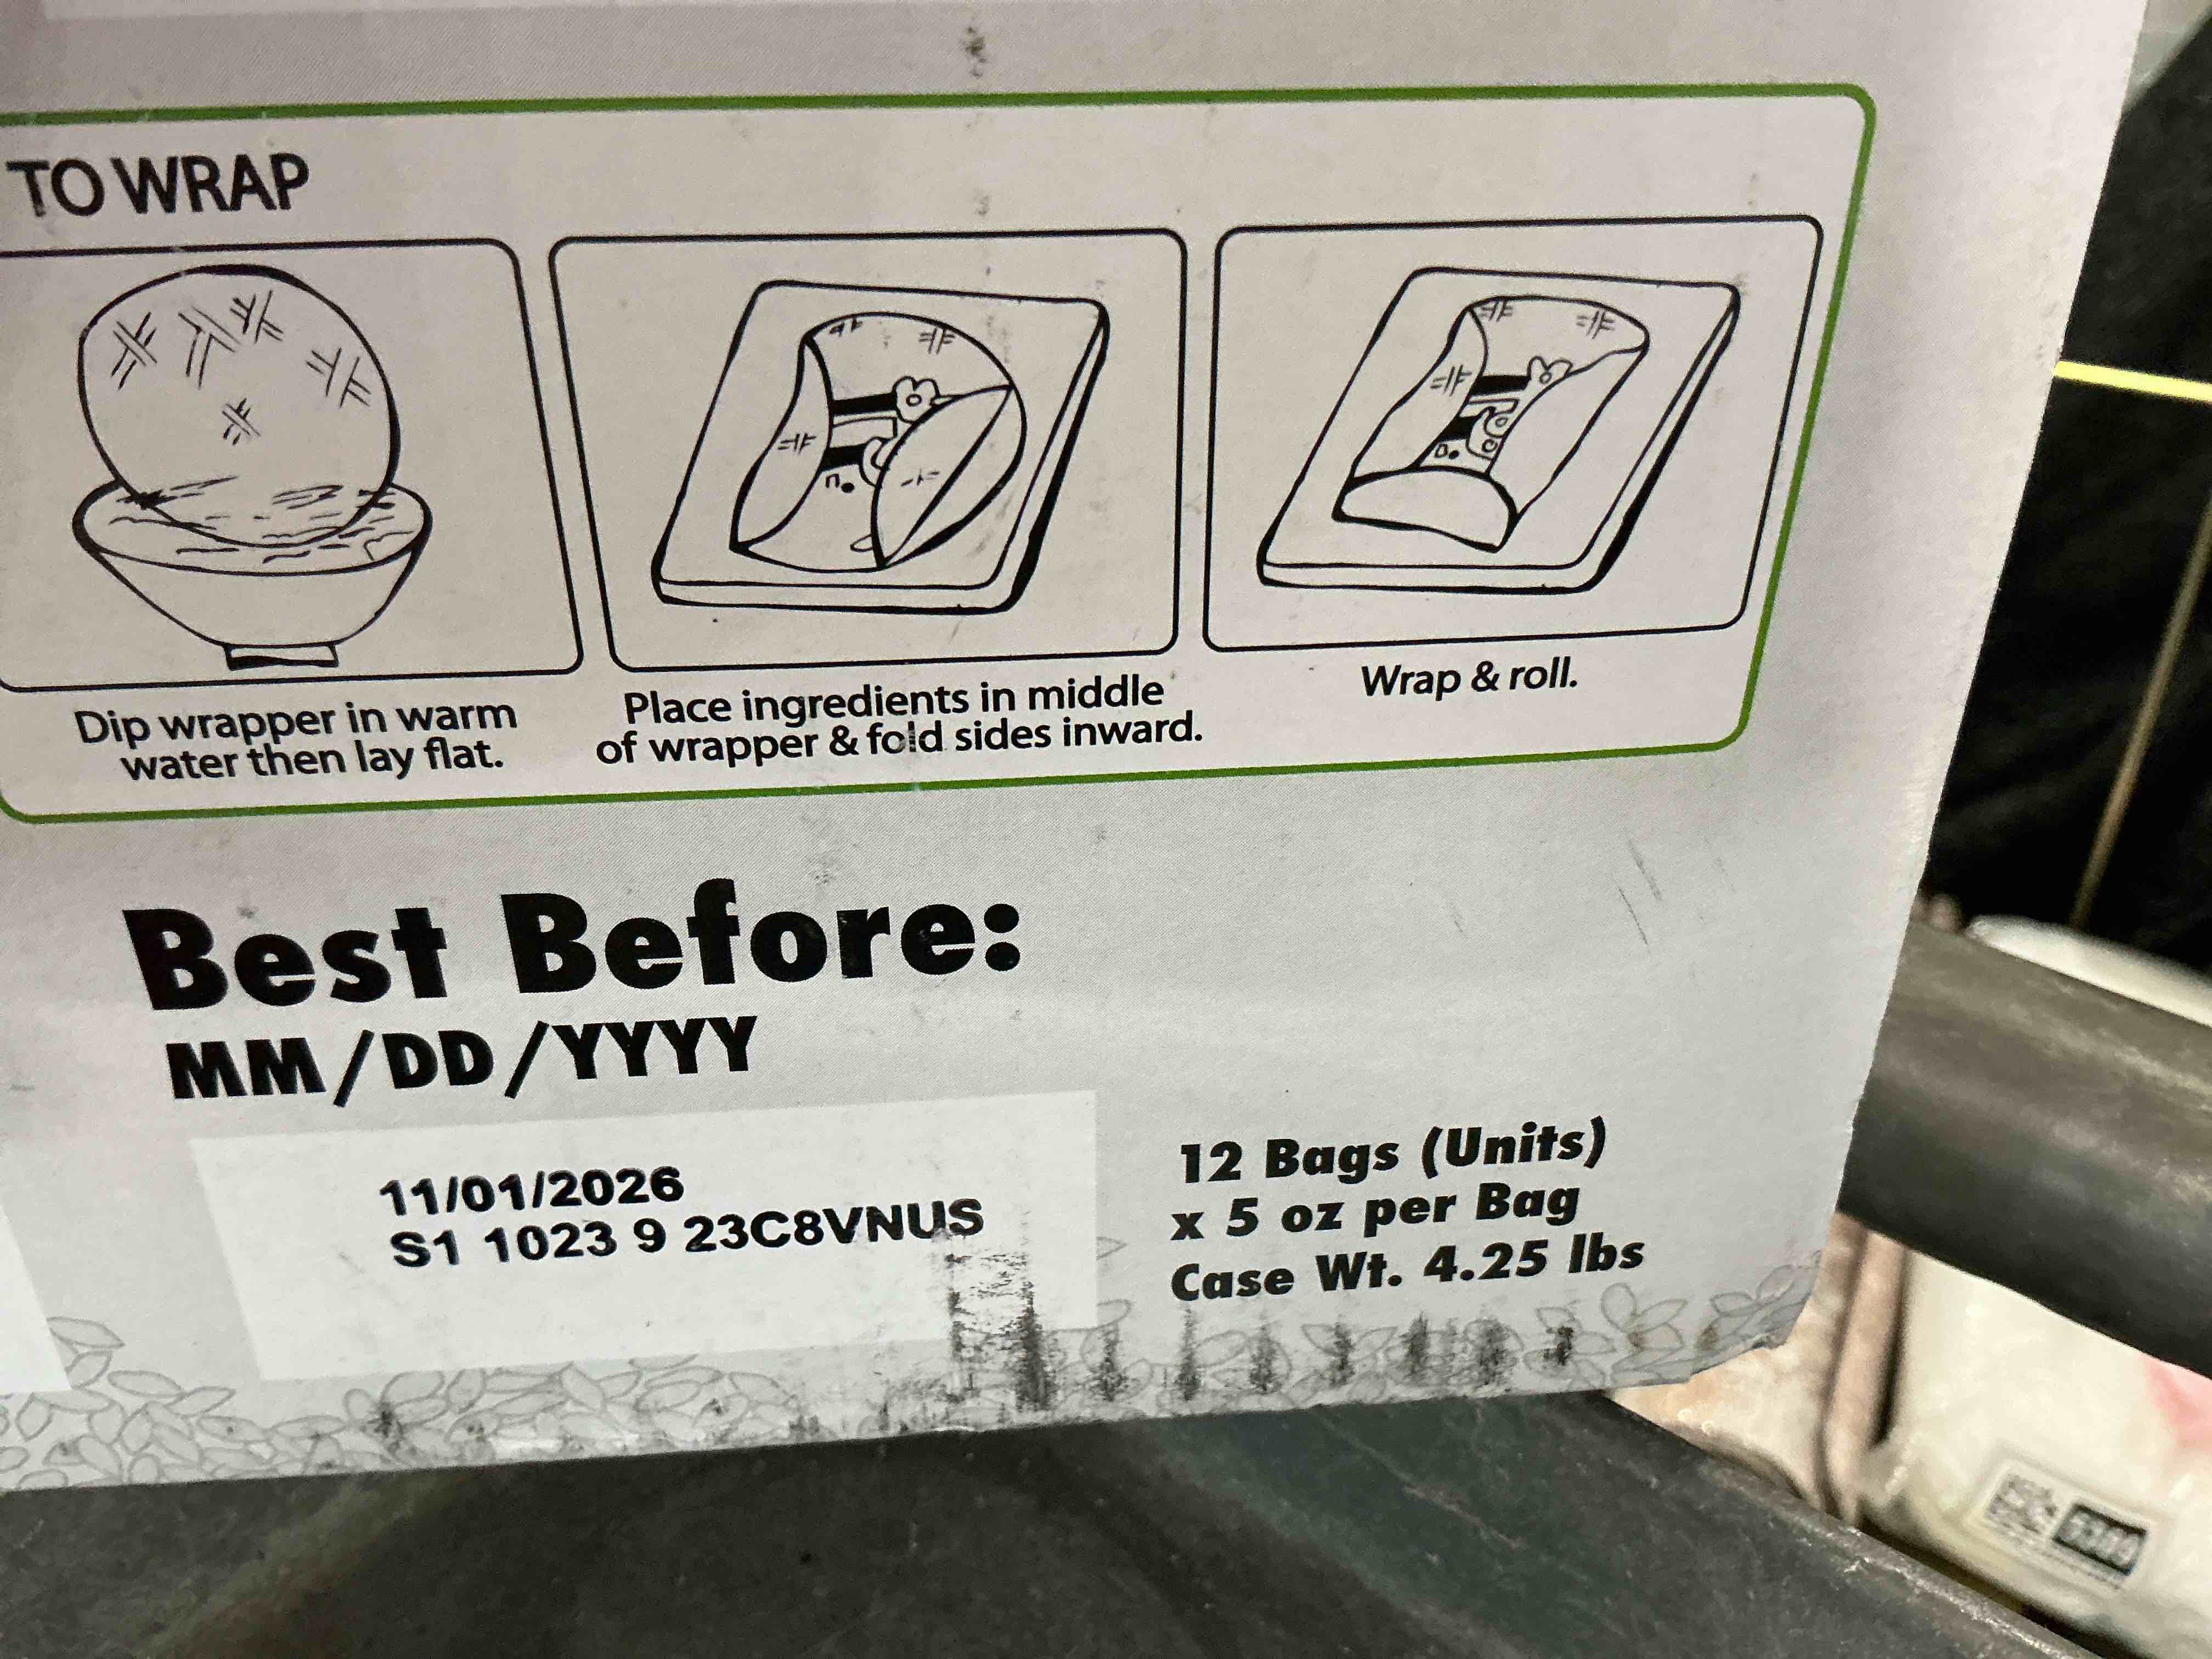 TO WRAP
Dip wrapper in warm
water then lay flat.
Place ingredients in middle
of wrapper & fold sides inward.
Wrap & roll.
Best Before:
MM/DD/YYYY
11/01/2026
S1 1023 9 23C8VNUS
12 Bags (Units)
x 5 oz per Bag
Case Wt. 4.25 lbs